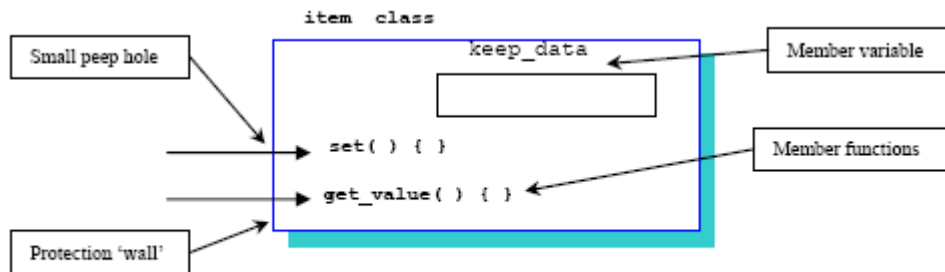 item class
Small peep hole
keep_data
Member variable
set( ) { }
Member functions
get_value( ) { }
Protection ‘wall’